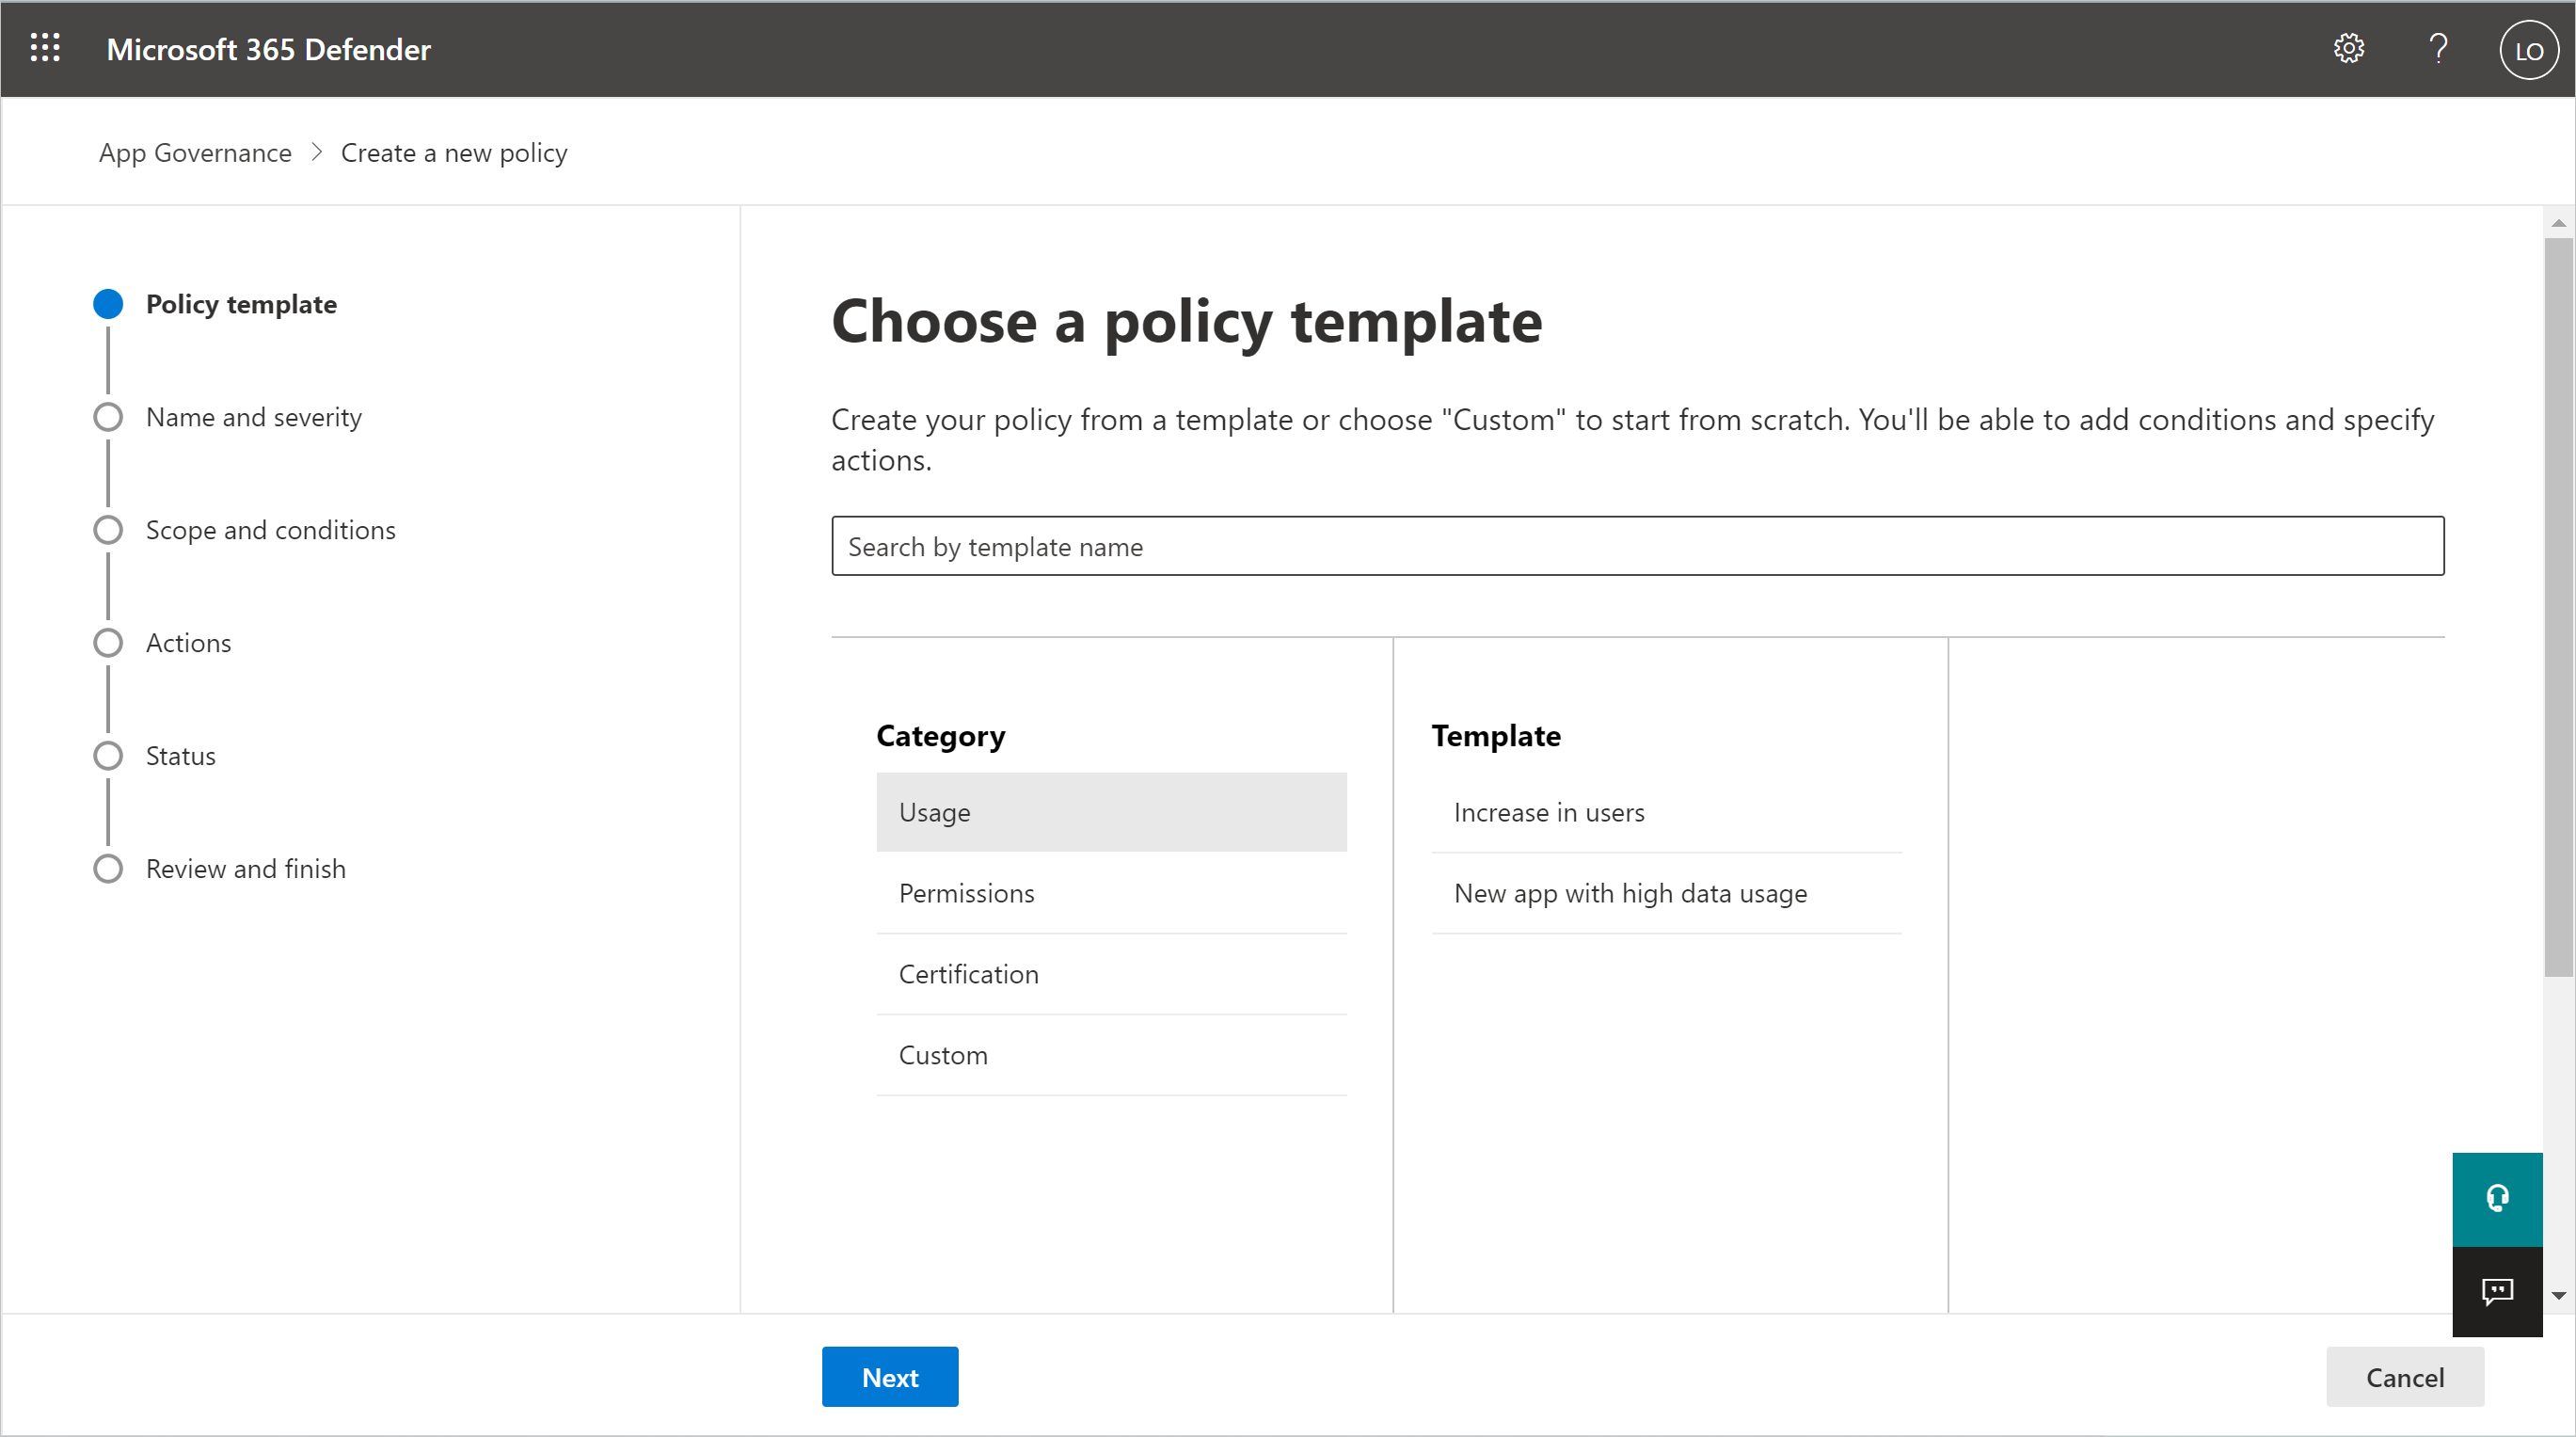 Microsoft 365 Defender
?
LO
App Governance > Create a new policy
Policy template
Name and severity
Scope and conditions
Actions
Status
Review and finish
Choose a policy template
Create your policy from a template or choose "Custom" to start from scratch. You'll be able to add conditions and specify
actions.
Search by template name
Category
Usage
Permissions
Certification
Custom
Template
Increase in users
New app with high data usage
Next
Cancel